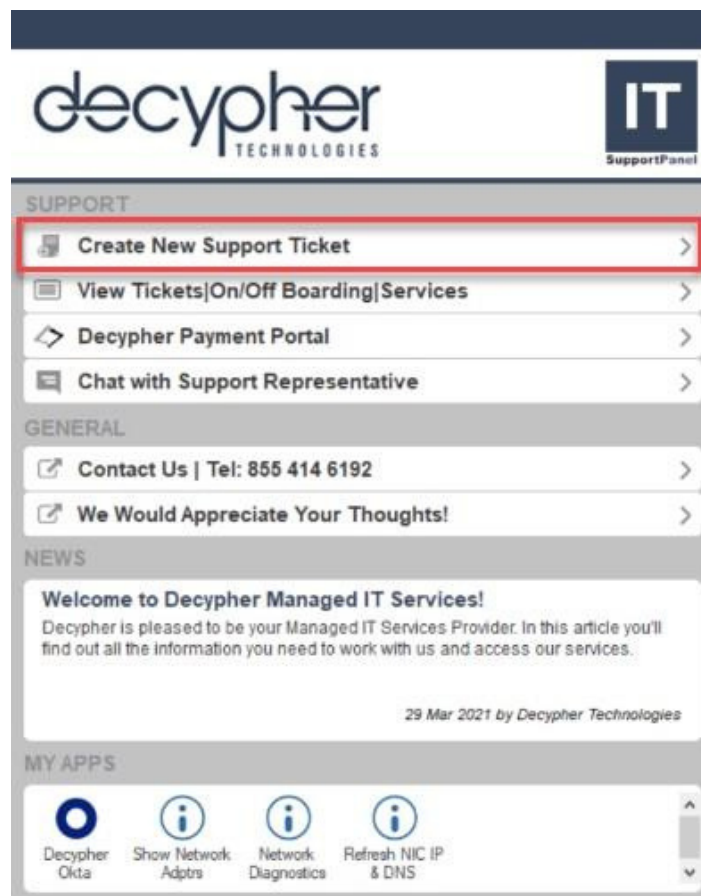 decypher
TECHNOLOGIES
IT
SupportPanel
SUPPORT
Create New Support Ticket
View Tickets|On/Off Boarding|Services
Decypher Payment Portal
Chat with Support Representative
GENERAL
Contact Us | Tel: 855 414 6192
We Would Appreciate Your Thoughts!
NEWS
Welcome to Decypher Managed IT Services!
Decypher is pleased to be your Managed IT Services Provider. In this article you'll
find out all the information you need to work with us and access our services.
29 Mar 2021 by Decypher Technologies
MY APPS
Decypher
Okta
Show Network
Adptrs
Network
Diagnostics
Refresh NIC IP
& DNS